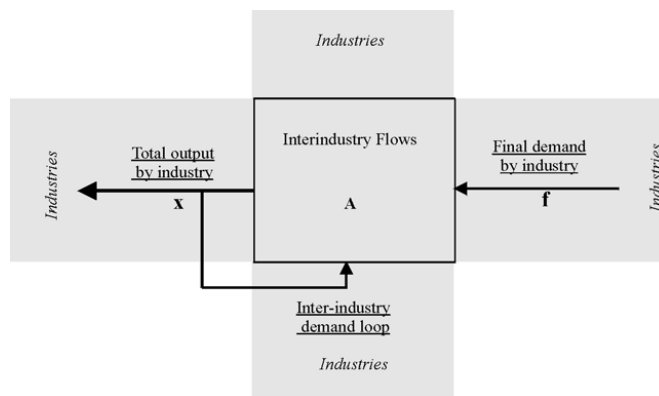 Industries
Interindustry Flows
Total output
by industry
Final demand
by industry
Industries
Industries
x
A
f
Inter-industry
demand loop
Industries